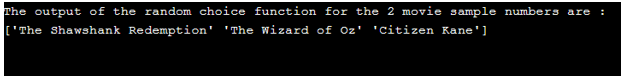 The output of the random choice function for the 2 movie sample numbers are :
['The Shawshank Redemption' 'The Wizard of Oz' 'Citizen Kane']